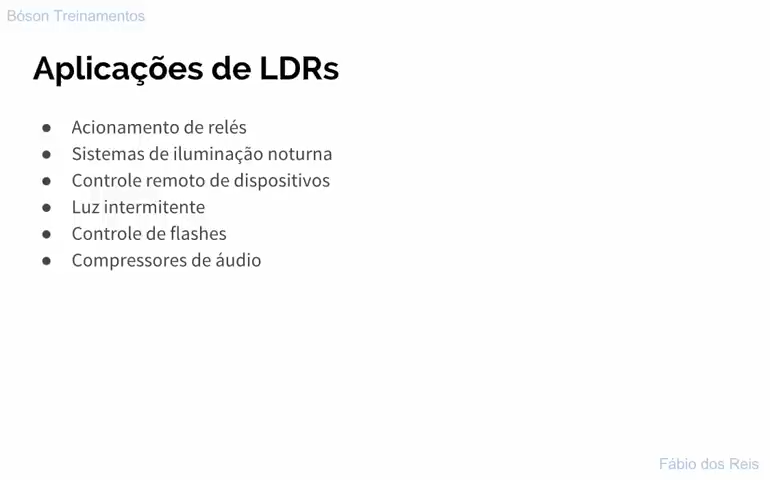 Bóson Treinamentos
Aplicações de LDRs
● Acionamento de relés
● Sistemas de iluminação noturna
● Controle remoto de dispositivos
● Luz intermitente
● Controle de flashes
● Compressores de áudio
Fábio dos Reis